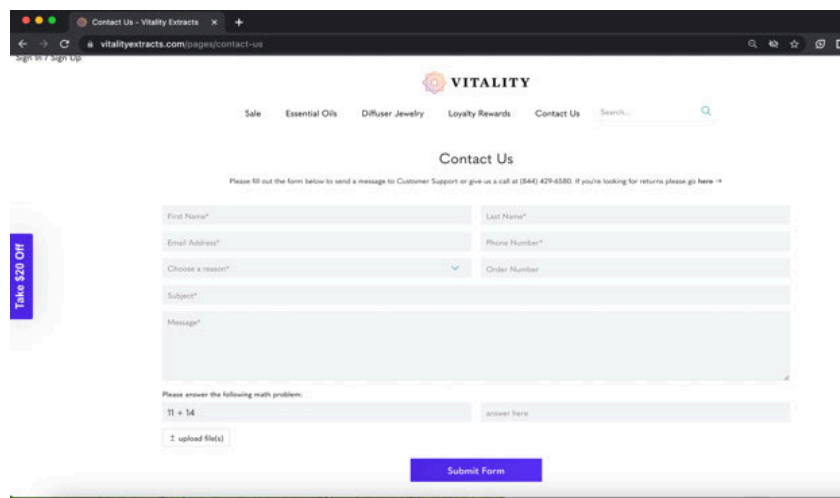 Contact Us - Vitality Extracts
vitalityextracts.com/pages/contact-us
Sign In / Sign Up
VITALITY
Sale Essential Oils Diffuser Jewelry Loyalty Rewards Contact Us Search...
Contact Us
Please fill out the form below to send a message to Customer Support or give us a call at (844) 429-6580. If you're looking for returns please go here →
First Name* Last Name*
Email Address* Phone Number*
Choose a reason* Order Number
Take $20 Off
Subject*
Message*
Please answer the following math problem:
11 + 14 answer here
upload file(s)
Submit Form